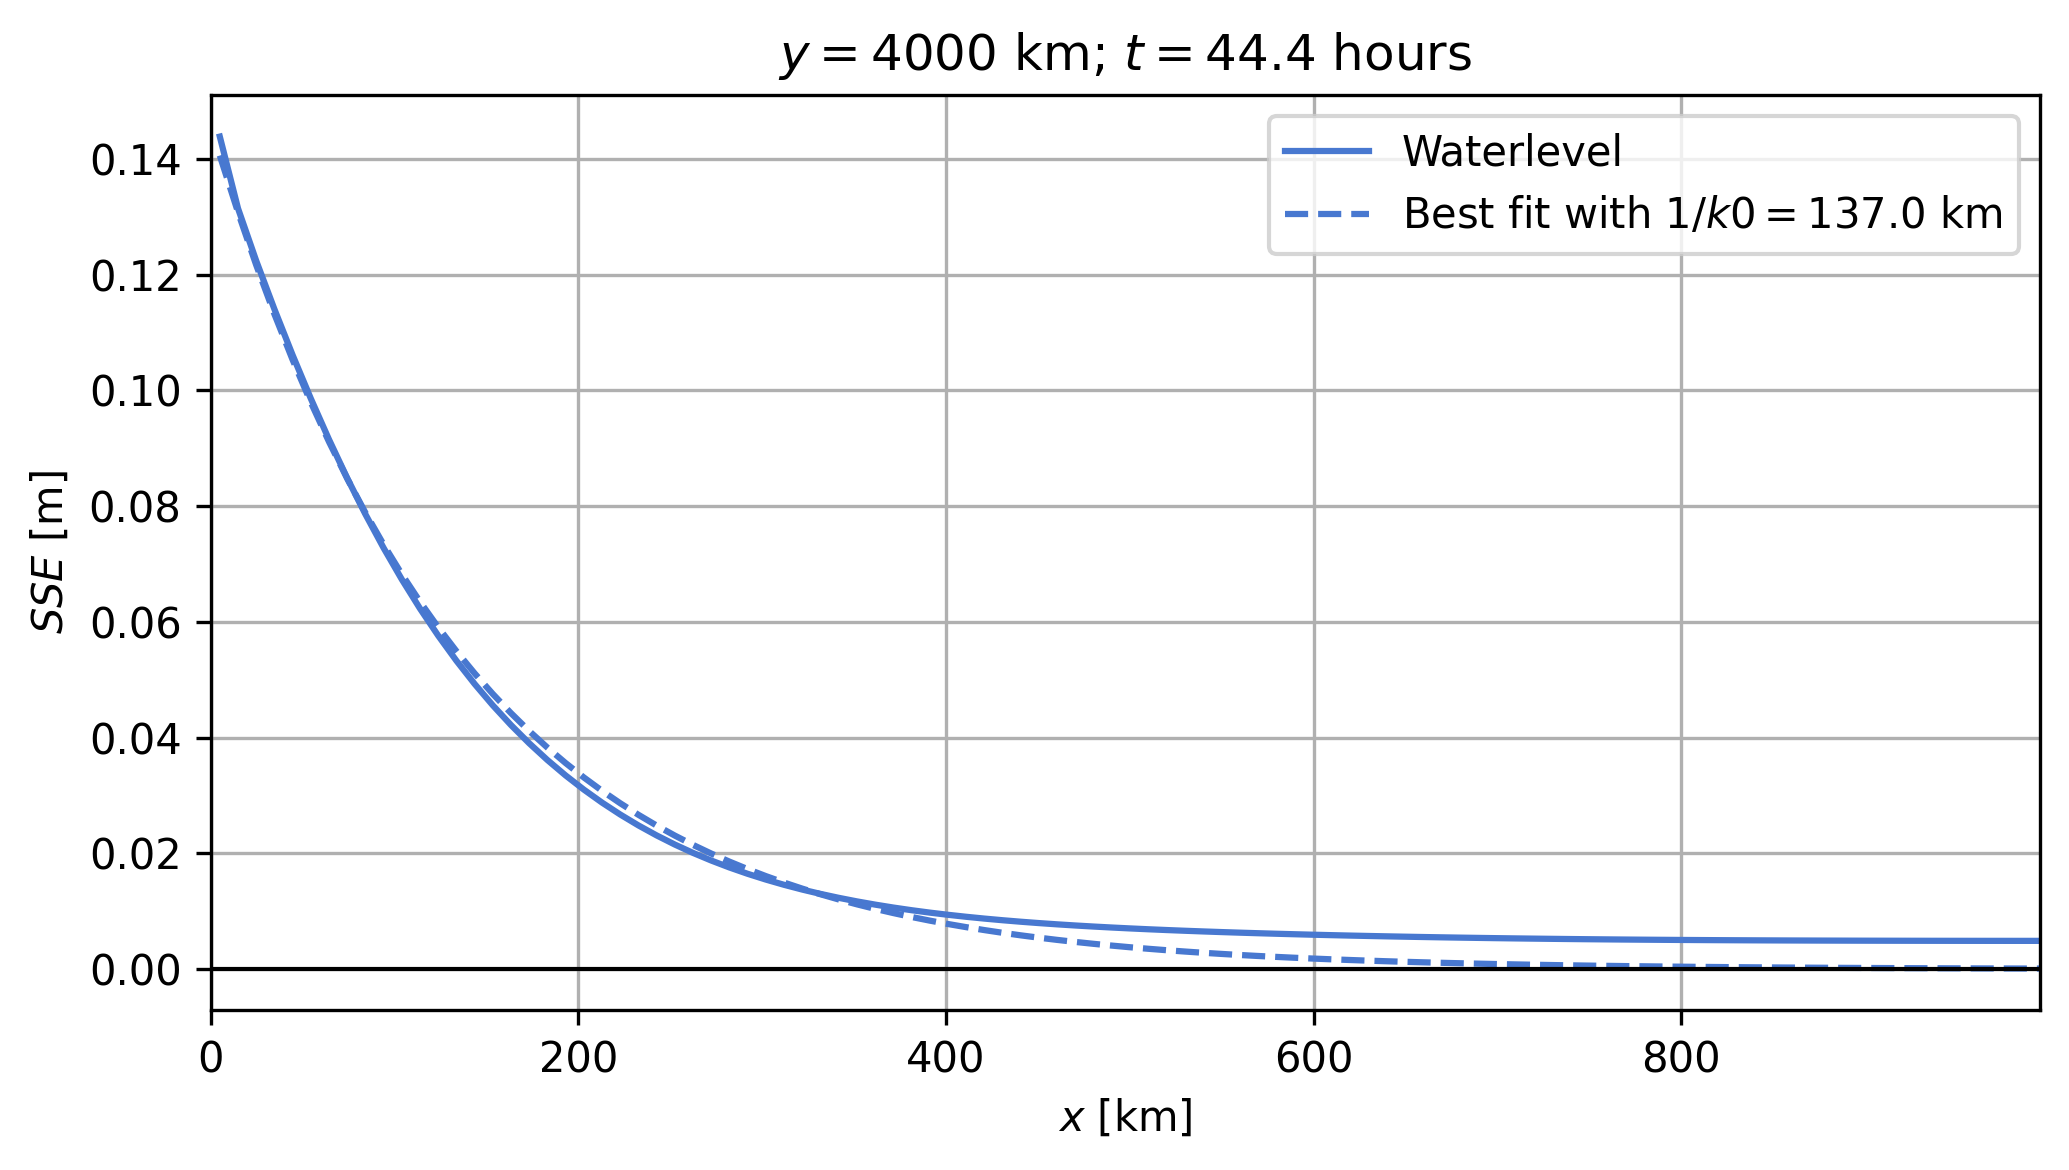 y = 4000 km; t = 44.4 hours
Waterlevel
Best fit with 1/k0 = 137.0 km
SSE [m]
0.14
0.12
0.10
0.08
0.06
0.04
0.02
0.00
0 200 400 600 800
x [km]